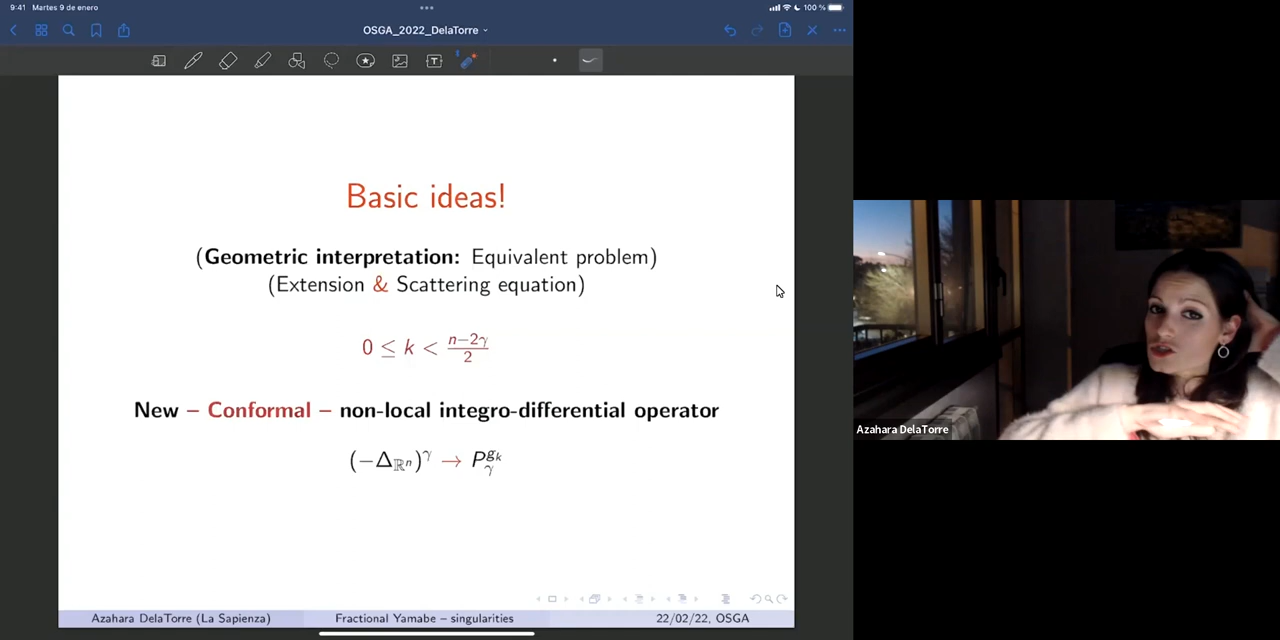 9:41 Martes 9 de enero
100 %
OSGA_2022_DelaTorre
T
Basic ideas!
(Geometric interpretation: Equivalent problem)
(Extension & Scattering equation)
0 ≤ k < \frac{n−2γ}{2}
New – Conformal – non-local integro-differential operator
(−Δ_{ℝ^n})^γ → P_γ^{g_k}
Azahara DelaTorre (La Sapienza) Fractional Yamabe – singularities 22/02/22, OSGA
Azahara DelaTorre